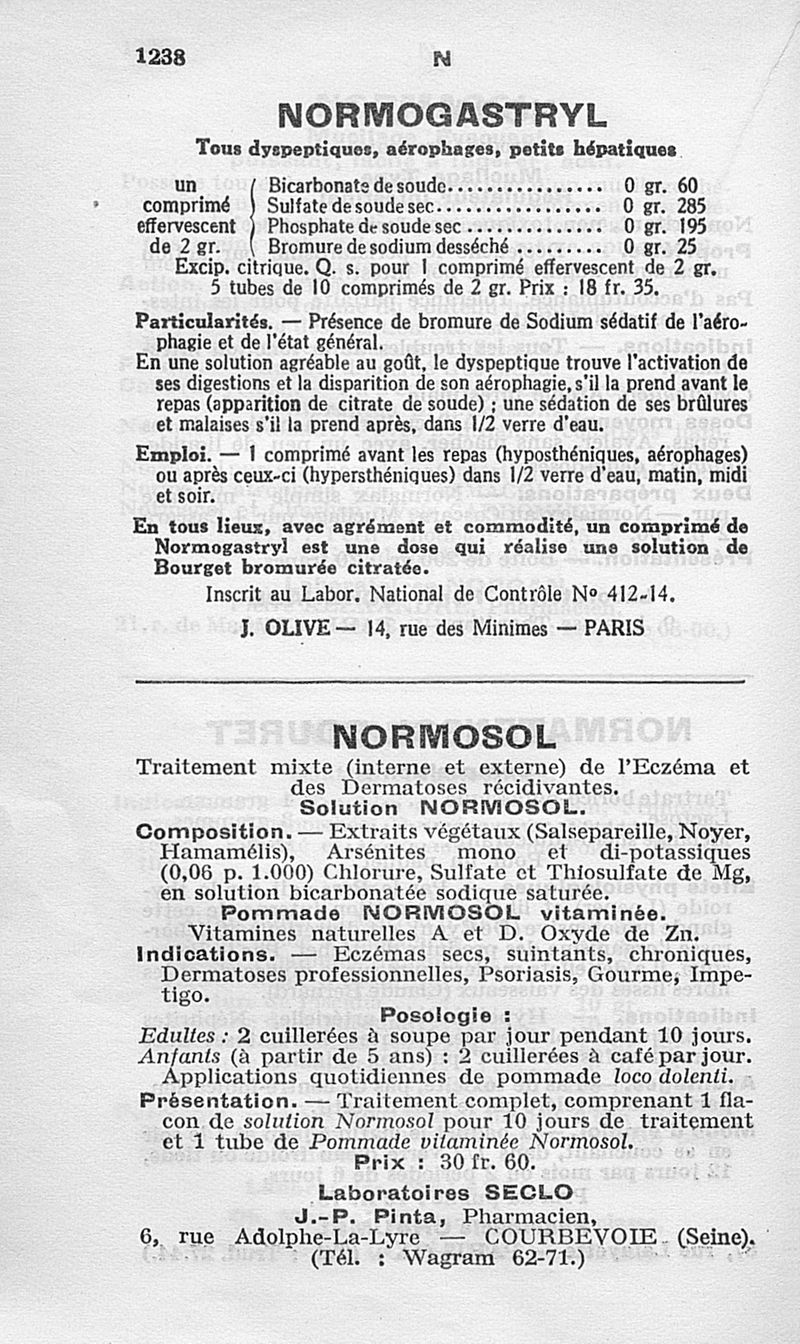 1238
N
NORMOGASTRYL
Tous dyspeptiques, aérophages, petits hépatiques
un comprimé effervescent de 2 gr.
Bicarbonate de soude................ 0 gr. 60
Sulfate de soude sec................. 0 gr. 285
Phosphate de soude sec .............. 0 gr. 195
Bromure de sodium desséché ......... 0 gr. 25
Excip. citrique. Q. s. pour 1 comprimé effervescent de 2 gr.
5 tubes de 10 comprimés de 2 gr. Prix : 18 fr. 35.
Particularités. — Présence de bromure de Sodium sédatif de l'aéro-
phagie et de l'état général.
En une solution agréable au goût, le dyspeptique trouve l'activation de
ses digestions et la disparition de son aérophagie, s'il la prend avant le
repas (apparition de citrate de soude) ; une sédation de ses brûlures
et malaises s'il la prend après, dans 1/2 verre d'eau.
Emploi. — 1 comprimé avant les repas (hyposthéniques, aérophages)
ou après ceux-ci (hypersthéniques) dans 1/2 verre d'eau, matin, midi
et soir.
En tous lieux, avec agrément et commodité, un comprimé de
Normogastryl est une dose qui réalise une solution de
Bourget bromurée citratée.
Inscrit au Labor. National de Contrôle Nº 412-14.
J. OLIVE — 14, rue des Minimes — PARIS
NORMOSOL
Traitement mixte (interne et externe) de l'Eczéma et
des Dermatoses récidivantes.
Solution NORMOSOL.
Composition. — Extraits végétaux (Salsepareille, Noyer,
Hamamélis), Arsénites mono et di-potassiques
(0,06 p. 1.000) Chlorure, Sulfate et Thiosulfate de Mg,
en solution bicarbonatée sodique saturée.
Pommade NORMOSOL vitaminée.
Vitamines naturelles A et D. Oxyde de Zn.
Indications. — Eczémas secs, suintants, chroniques,
Dermatoses professionnelles, Psoriasis, Gourme, Impe-
tigo.
Posologie :
Edultes : 2 cuillerées à soupe par jour pendant 10 jours.
Anfants (à partir de 5 ans) : 2 cuillerées à café par jour.
Applications quotidiennes de pommade loco dolenti.
Présentation. — Traitement complet, comprenant 1 fla-
con de solution Normosol pour 10 jours de traitement
et 1 tube de Pommade vitaminée Normosol.
Prix : 30 fr. 60.
Laboratoires SECLO
J.-P. Pinta, Pharmacien,
6, rue Adolphe-La-Lyre — COURBEVOIE (Seine).
(Tél. : Wagram 62-71.)